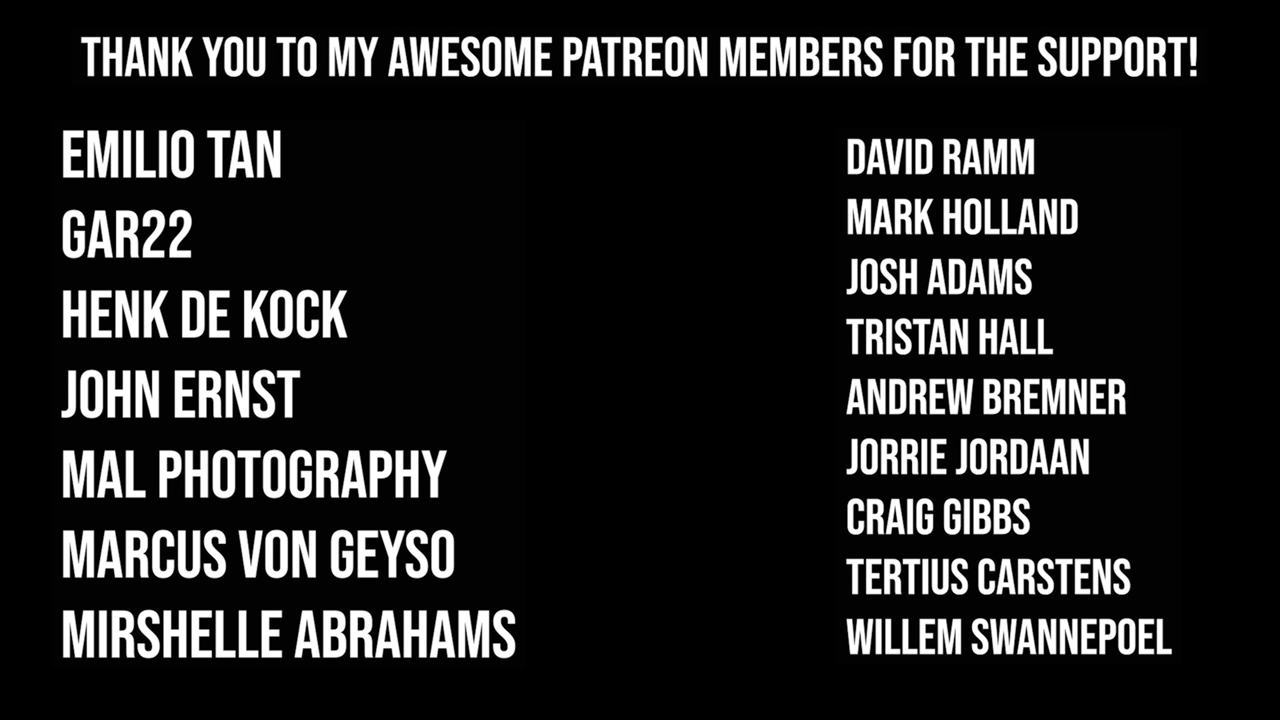 THANK YOU TO MY AWESOME PATREON MEMBERS FOR THE SUPPORT!
EMILIO TAN
GAR22
HENK DE KOCK
JOHN ERNST
MAL PHOTOGRAPHY
MARCUS VON GEYSO
MIRSHELLE ABRAHAMS
DAVID RAMM
MARK HOLLAND
JOSH ADAMS
TRISTAN HALL
ANDREW BREMNER
JORRIE JORDAAN
CRAIG GIBBS
TERTIUS CARSTENS
WILLEM SWANNEPOEL